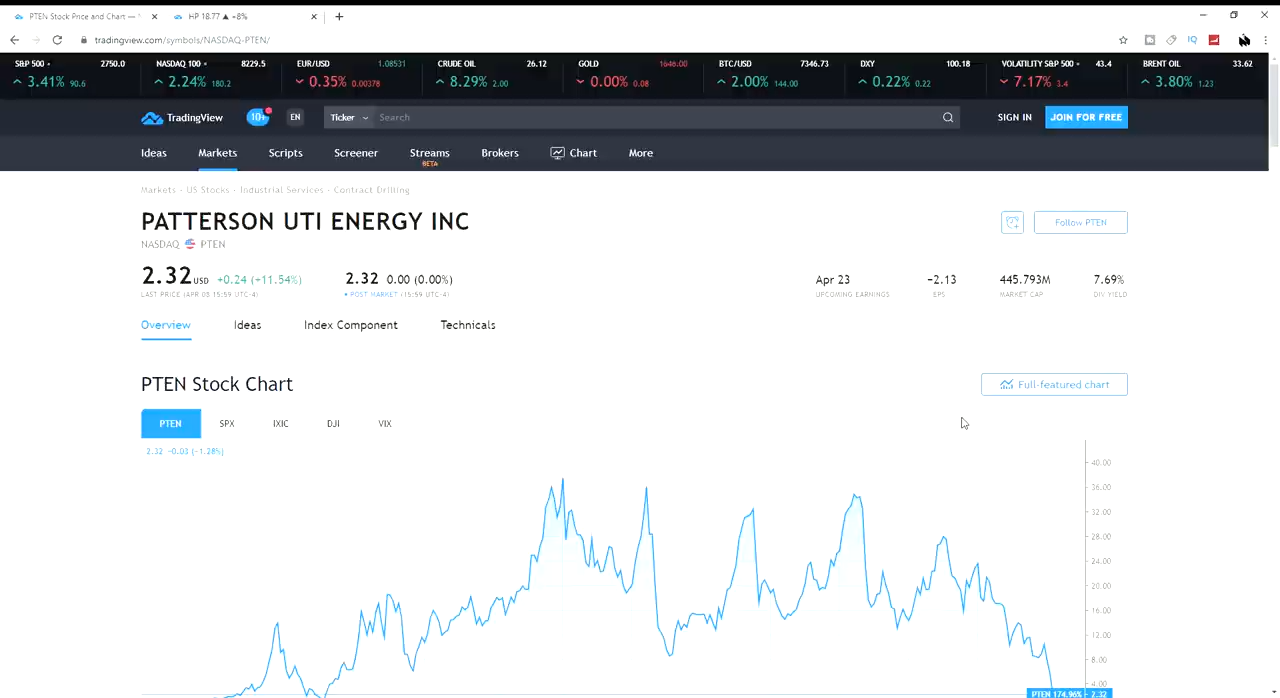 PTEN Stock Price and Chart —
HP 18.77 ▲ +8%
tradingview.com/symbols/NASDAQ-PTEN/
IQ
S&P 500 2750.0 NASDAQ 100 8229.5 EUR/USD 1.08531 CRUDE OIL 26.12 GOLD 1646.00 BTC/USD 7346.73 DXY 100.18 VOLATILITY S&P 500 43.4 BRENT OIL 33.62
3.41% 90.6 2.24% 180.2 0.35% 0.00378 8.29% 2.00 0.00% 0.08 2.00% 144.00 0.22% 0.22 7.17% 3.4 3.80% 1.23
TradingView 10+ EN Ticker Search SIGN IN JOIN FOR FREE
Ideas Markets Scripts Screener Streams Brokers Chart More
BETA
Markets - US Stocks - Industrial Services - Contract Drilling
PATTERSON UTI ENERGY INC
NASDAQ PTEN
Follow PTEN
2.32 USD +0.24 (+11.54%) 2.32 0.00 (0.00%) Apr 23 −2.13 445.793M 7.69%
POST MARKET (15:59 UTC-4) UPCOMING EARNINGS EPS MARKET CAP DIV YIELD
Overview Ideas Index Component Technicals
PTEN Stock Chart
Full-featured chart
PTEN SPX IXIC DJI VIX
2.32 −0.03 (−1.28%)
40.00
36.00
32.00
28.00
24.00
20.00
16.00
12.00
8.00
4.00
PTEN 174.96% 2.32